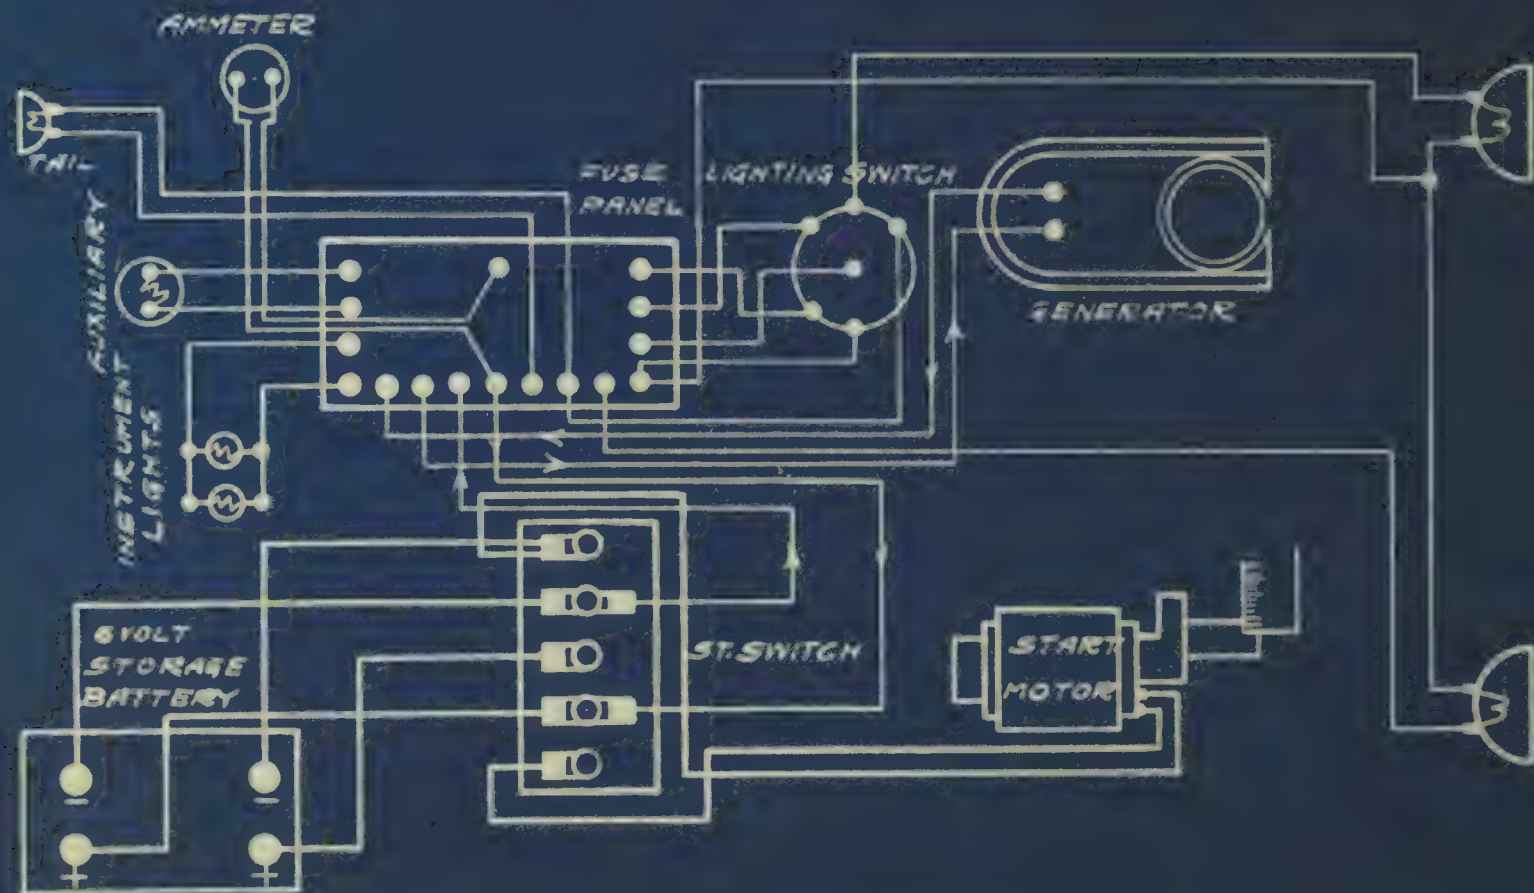 AMMETER
TAIL
FUSE
PANEL
LIGHTING SWITCH
GENERATOR
AUXILIARY
INSTRUMENT
LIGHTS
6 VOLT
STORAGE
BATTERY
ST. SWITCH
START
MOTOR